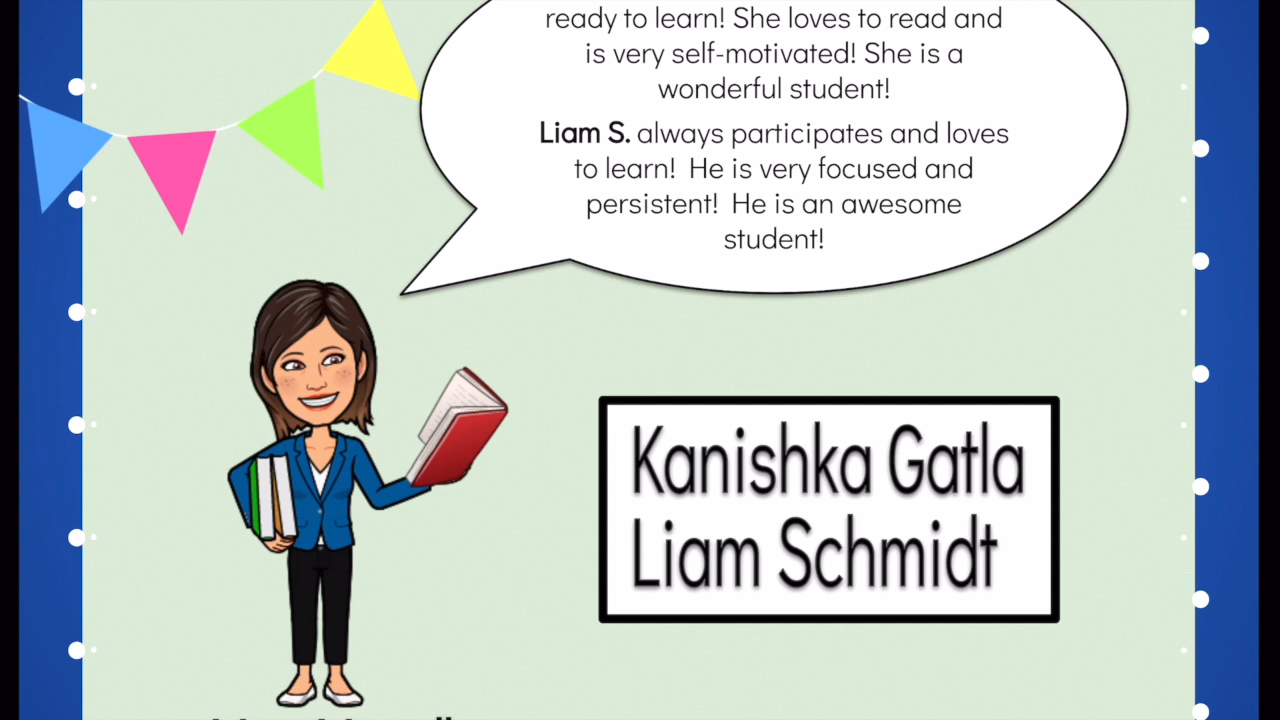 ready to learn! She loves to read and
is very self-motivated! She is a
wonderful student!
Liam S. always participates and loves
to learn!  He is very focused and
persistent!  He is an awesome
student!
Kanishka Gatla
Liam Schmidt